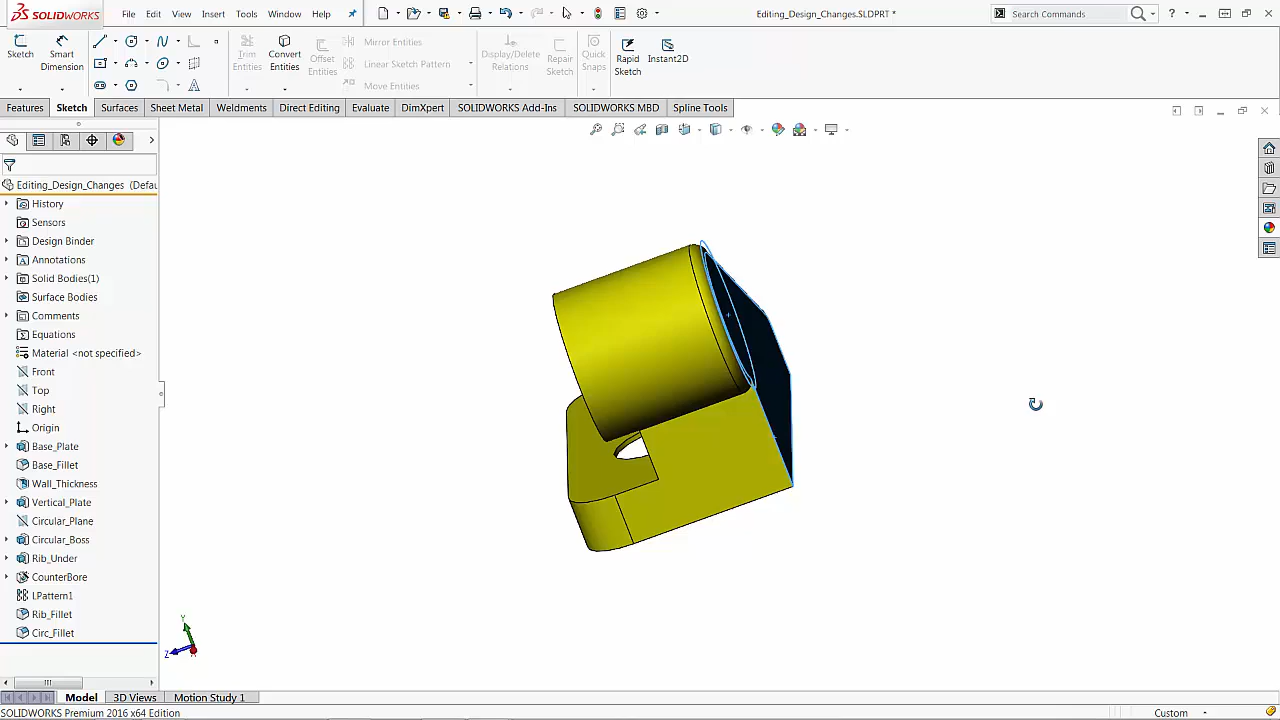 SOLIDWORKS
File
Edit
View
Insert
Tools
Window
Help
Editing_Design_Changes.SLDPRT *
Search Commands
?
Sketch
Smart
Dimension
Trim
Entities
Convert
Entities
Offset
Entities
Mirror Entities
Linear Sketch Pattern
Move Entities
Display/Delete
Relations
Repair
Sketch
Quick
Snaps
Rapid
Sketch
Instant2D
Features
Sketch
Surfaces
Sheet Metal
Weldments
Direct Editing
Evaluate
DimXpert
SOLIDWORKS Add-Ins
SOLIDWORKS MBD
Spline Tools
Editing_Design_Changes (Defau
History
Sensors
Design Binder
Annotations
Solid Bodies(1)
Surface Bodies
Comments
Equations
Material <not specified>
Front
Top
Right
Origin
Base_Plate
Base_Fillet
Wall_Thickness
Vertical_Plate
Circular_Plane
Circular_Boss
Rib_Under
CounterBore
LPattern1
Rib_Fillet
Circ_Fillet
Y
Z
X
Model
3D Views
Motion Study 1
SOLIDWORKS Premium 2016 x64 Edition
Custom